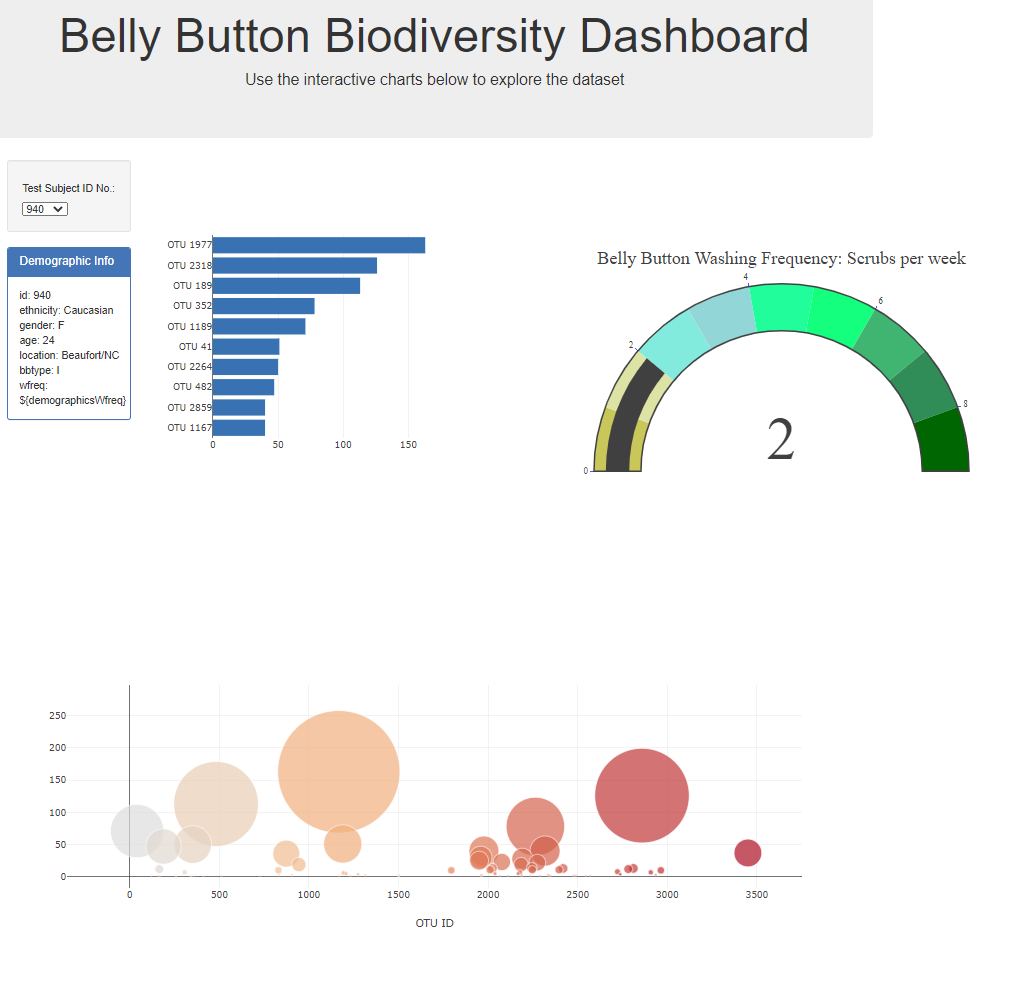 Belly Button Biodiversity Dashboard
Use the interactive charts below to explore the dataset
Test Subject ID No.:
940
Demographic Info
id: 940
ethnicity: Caucasian
gender: F
age: 24
location: Beaufort/NC
bbtype: I
wfreq:
${demographicsWfreq}
OTU 1977
OTU 2318
OTU 189
OTU 352
OTU 1189
OTU 41
OTU 2264
OTU 482
OTU 2859
OTU 1167
0 50 100 150
Belly Button Washing Frequency: Scrubs per week
0
2
4
6
8
2
250
200
150
100
50
0
0 500 1000 1500 2000 2500 3000 3500
OTU ID